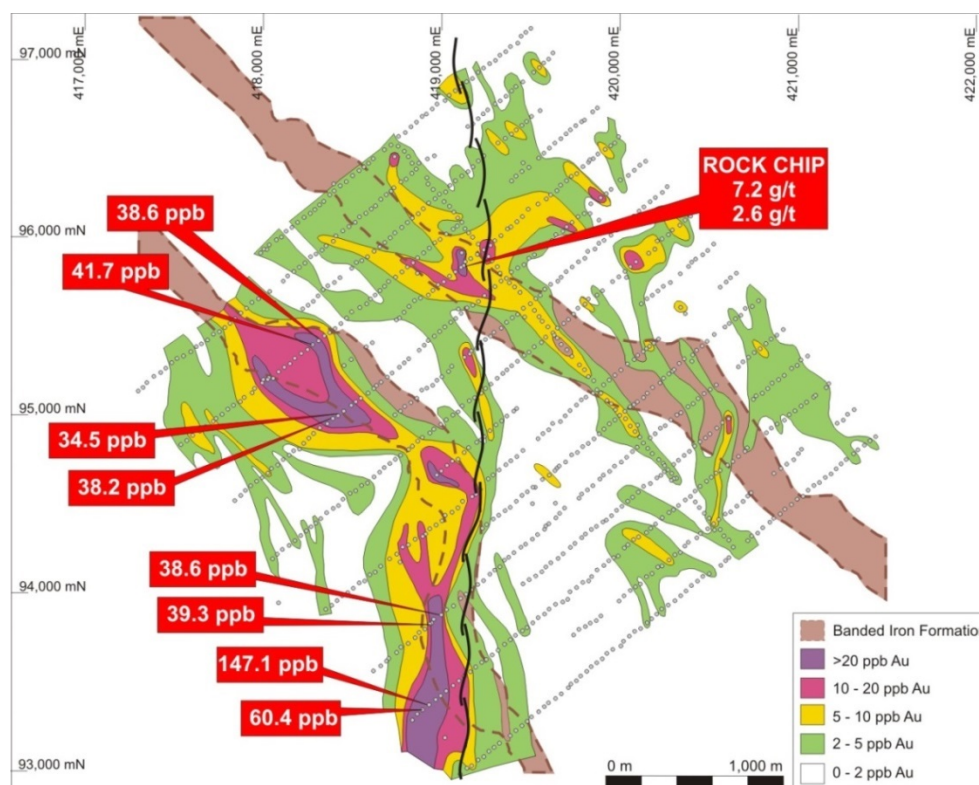 97,000 mN
417,000 mE
418,000 mE
419,000 mE
420,000 mE
421,000 mE
422,000 mE
ROCK CHIP
7.2 g/t
2.6 g/t
38.6 ppb
96,000 mN
41.7 ppb
95,000 mN
34.5 ppb
38.2 ppb
38.6 ppb
94,000 mN
39.3 ppb
147.1 ppb
60.4 ppb
93,000 mN
0 m
1,000 m
Banded Iron Formatio
>20 ppb Au
10 - 20 ppb Au
5 - 10 ppb Au
2 - 5 ppb Au
0 - 2 ppb Au